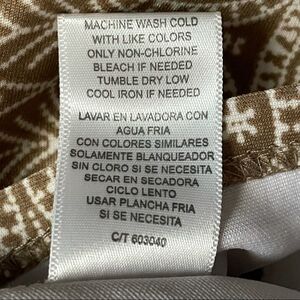 MACHINE WASH COLD
WITH LIKE COLORS
ONLY NON-CHLORINE
BLEACH IF NEEDED
TUMBLE DRY LOW
COOL IRON IF NEEDED
LAVAR EN LAVADORA CON
AGUA FRIA
CON COLORES SIMILARES
SOLAMENTE BLANQUEADOR
SIN CLORO SI SE NECESITA
SECAR EN SECADORA
CICLO LENTO
USAR PLANCHA FRIA
SI SE NECESITA
C/T 603040